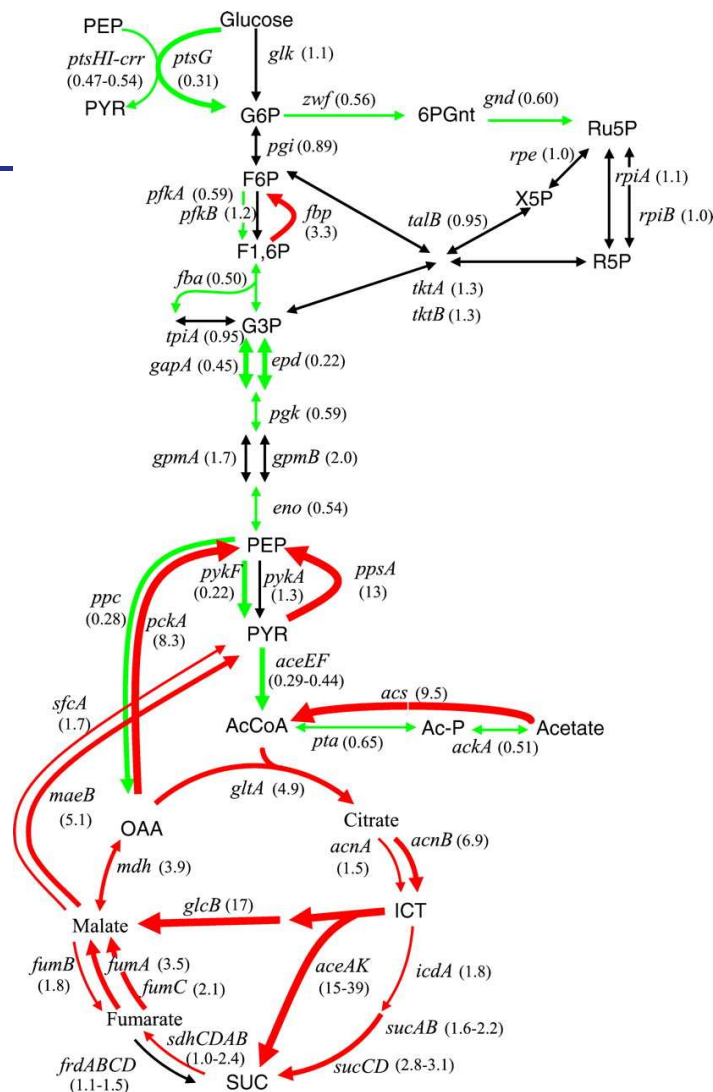 PEP
Glucose
ptsHI-crr
(0.47-0.54)
ptsG
(0.31)
glk (1.1)
PYR
G6P
zwf (0.56)
6PGnt
gnd (0.60)
Ru5P
pgi (0.89)
rpe (1.0)
rpiA (1.1)
F6P
X5P
pfkA (0.59)
pfkB (1.2)
fbp
(3.3)
talB (0.95)
rpiB (1.0)
F1,6P
R5P
fba (0.50)
tktA (1.3)
tktB (1.3)
G3P
tpiA (0.95)
gapA (0.45)
epd (0.22)
pgk (0.59)
gpmA (1.7)
gpmB (2.0)
eno (0.54)
PEP
ppc
(0.28)
pckA
(8.3)
pykF
(0.22)
pykA
(1.3)
ppsA
(13)
PYR
aceEF
(0.29-0.44)
sfcA
(1.7)
acs (9.5)
AcCoA
pta (0.65)
Ac-P
ackA (0.51)
Acetate
maeB
(5.1)
gltA (4.9)
OAA
Citrate
acnA
(1.5)
acnB (6.9)
mdh (3.9)
glcB (17)
ICT
Malate
fumB
(1.8)
fumA (3.5)
fumC (2.1)
aceAK
(15-39)
icdA (1.8)
Fumarate
sdhCDAB
(1.0-2.4)
sucAB (1.6-2.2)
frdABCD
(1.1-1.5)
SUC
sucCD (2.8-3.1)